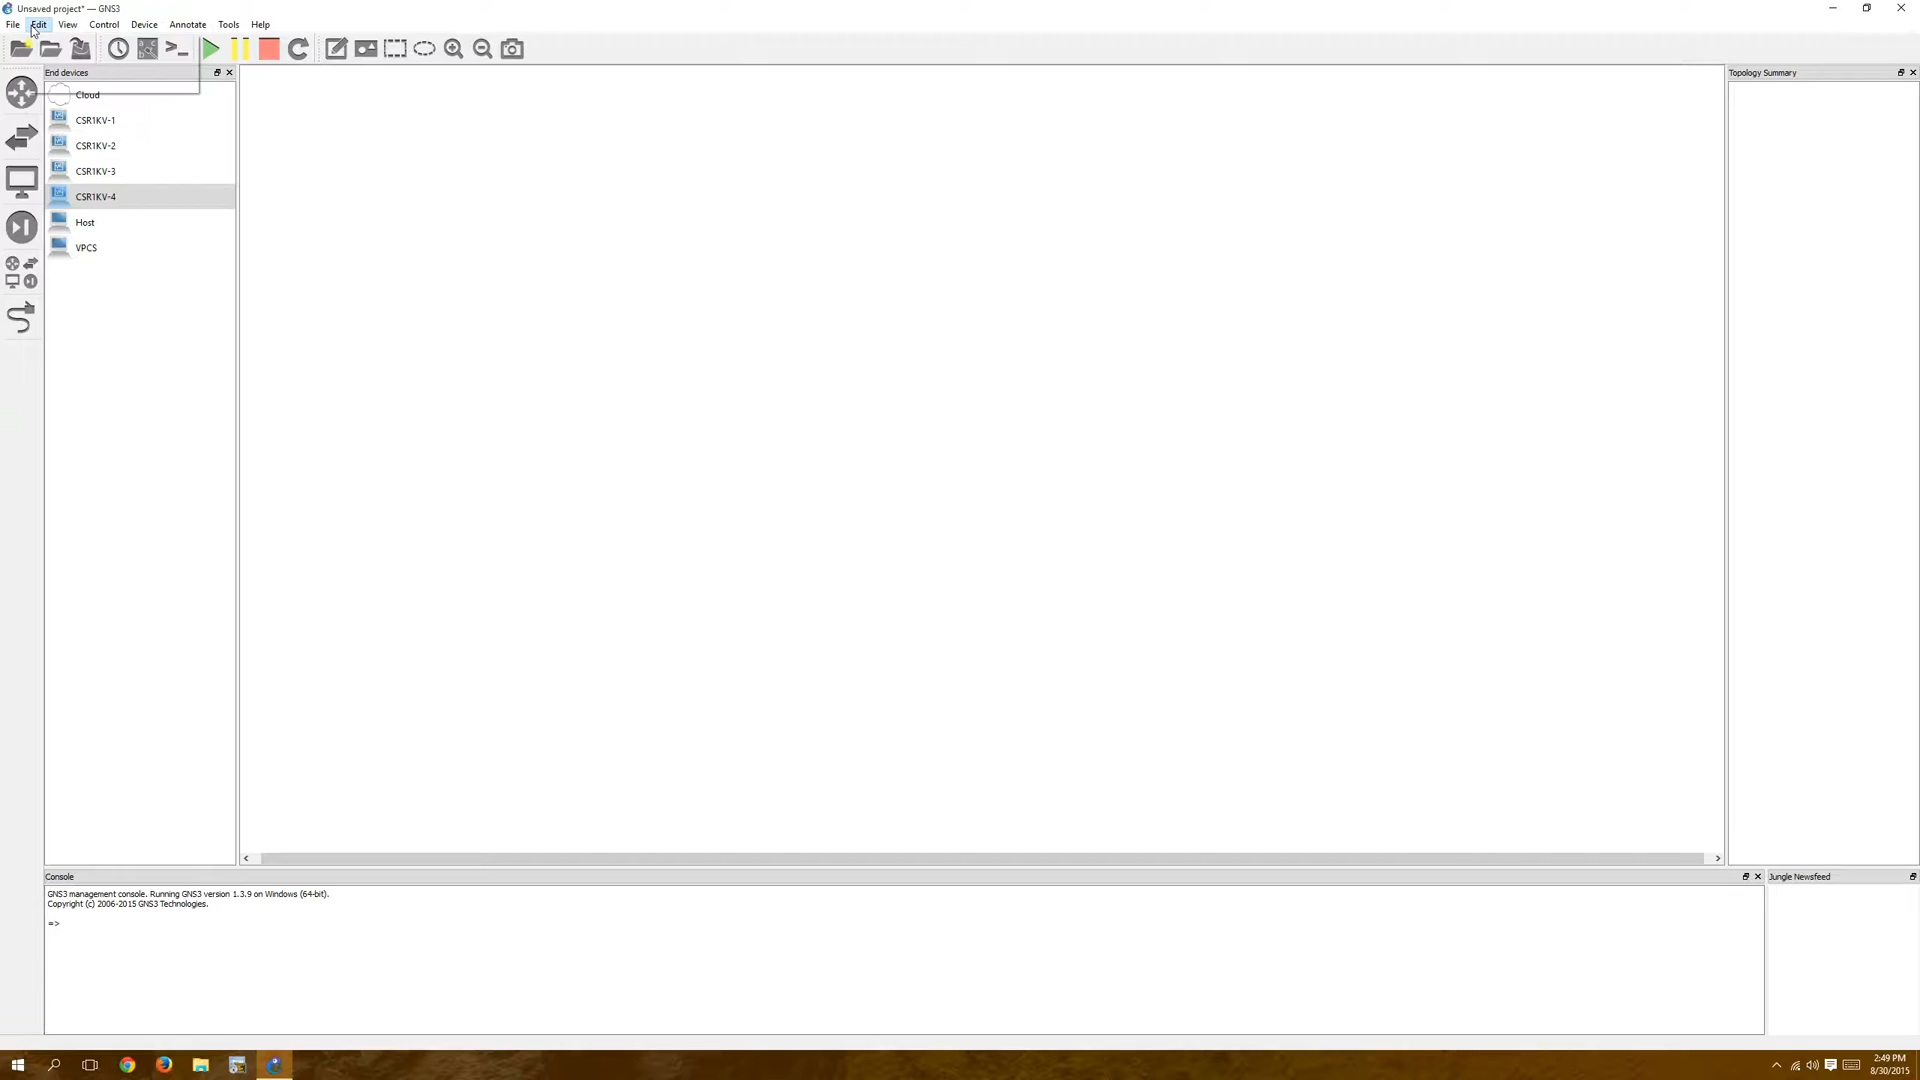 Unsaved project* — GNS3
File Edit View Control Device Annotate Tools Help
End devices
Topology Summary
Cloud
CSR1KV-1
CSR1KV-2
CSR1KV-3
CSR1KV-4
Host
VPCS
Console
Jungle Newsfeed
GNS3 management console. Running GNS3 version 1.3.9 on Windows (64-bit).
Copyright (c) 2006-2015 GNS3 Technologies.
=>
2:49 PM
8/30/2015